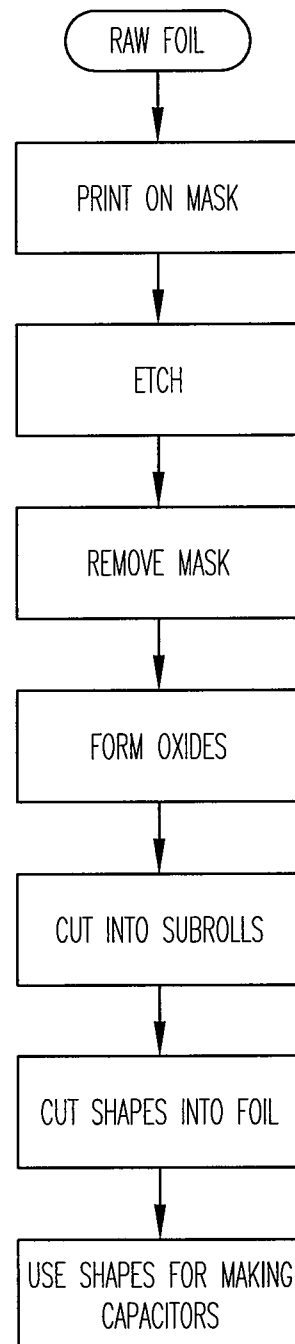 RAW FOIL
PRINT ON MASK
ETCH
REMOVE MASK
FORM OXIDES
CUT INTO SUBROLLS
CUT SHAPES INTO FOIL
USE SHAPES FOR MAKING
CAPACITORS